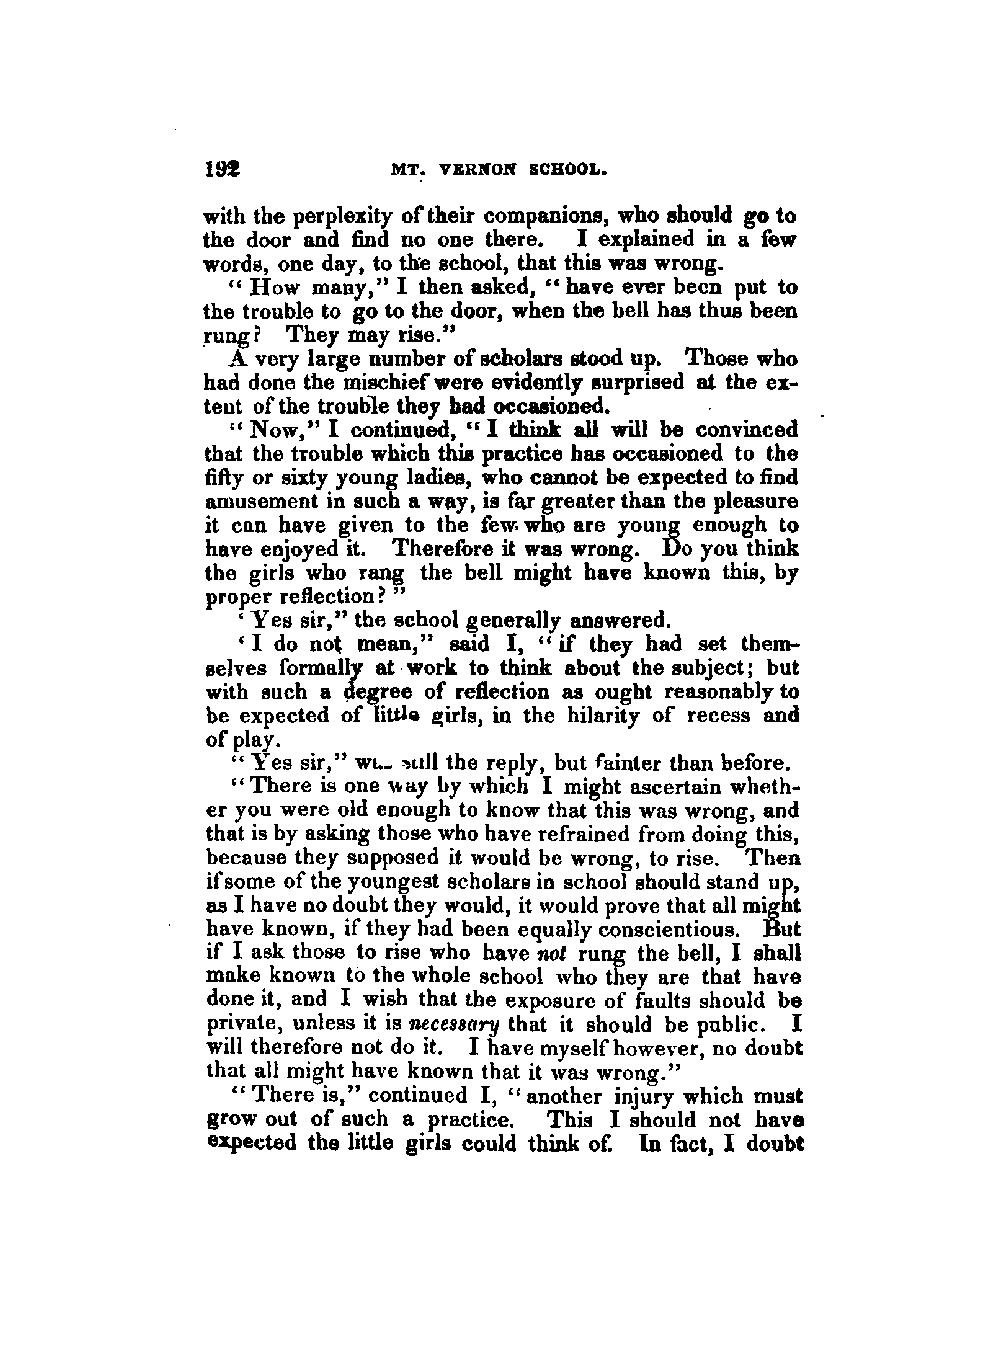 192 MT. VERNON SCHOOL.
with the perplexity of their companions, who should go to
the door and find no one there. I explained in a few
words, one day, to the school, that this was wrong.
“ How many,” I then asked, “ have ever been put to
the trouble to go to the door, when the bell has thus been
rung? They may rise.”
A very large number of scholars stood up. Those who
had done the mischief were evidently surprised at the ex-
tent of the trouble they had occasioned.
“ Now,” I continued, “ I think all will be convinced
that the trouble which this practice has occasioned to the
fifty or sixty young ladies, who cannot be expected to find
amusement in such a way, is far greater than the pleasure
it can have given to the few who are young enough to
have enjoyed it. Therefore it was wrong. Do you think
the girls who rang the bell might have known this, by
proper reflection? ”
‘ Yes sir,” the school generally answered.
‘ I do not mean,” said I, “ if they had set them-
selves formally at work to think about the subject; but
with such a degree of reflection as ought reasonably to
be expected of little girls, in the hilarity of recess and
of play.
“ Yes sir,” still the reply, but fainter than before.
“ There is one way by which I might ascertain wheth-
er you were old enough to know that this was wrong, and
that is by asking those who have refrained from doing this,
because they supposed it would be wrong, to rise. Then
if some of the youngest scholars in school should stand up,
as I have no doubt they would, it would prove that all might
have known, if they had been equally conscientious. But
if I ask those to rise who have not rung the bell, I shall
make known to the whole school who they are that have
done it, and I wish that the exposure of faults should be
private, unless it is necessary that it should be public. I
will therefore not do it. I have myself however, no doubt
that all might have known that it was wrong.”
“ There is,” continued I, “ another injury which must
grow out of such a practice. This I should not have
expected the little girls could think of. In fact, I doubt